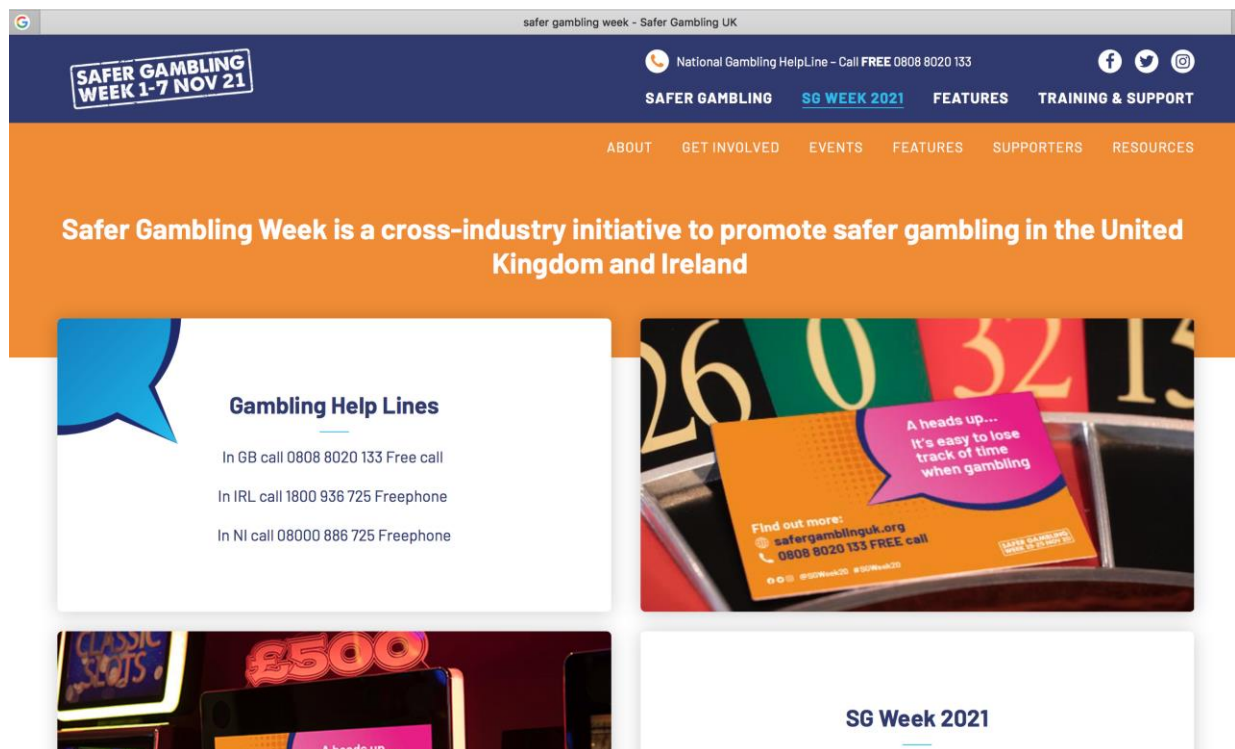 safer gambling week - Safer Gambling UK
SAFER GAMBLING
WEEK 1-7 NOV 21
National Gambling HelpLine – Call FREE 0808 8020 133
SAFER GAMBLING SG WEEK 2021 FEATURES TRAINING & SUPPORT
ABOUT GET INVOLVED EVENTS FEATURES SUPPORTERS RESOURCES
Safer Gambling Week is a cross-industry initiative to promote safer gambling in the United
Kingdom and Ireland
Gambling Help Lines
In GB call 0808 8020 133 Free call
In IRL call 1800 936 725 Freephone
In NI call 08000 886 725 Freephone
26 0 32 15
A heads up...
It's easy to lose
track of time
when gambling
Find out more:
safergamblinguk.org
0808 8020 133 FREE call
@SGWeek20 #SGWeek20
SAFER GAMBLING
CLASSIC
SLOTS
£500
A heads up
SG Week 2021